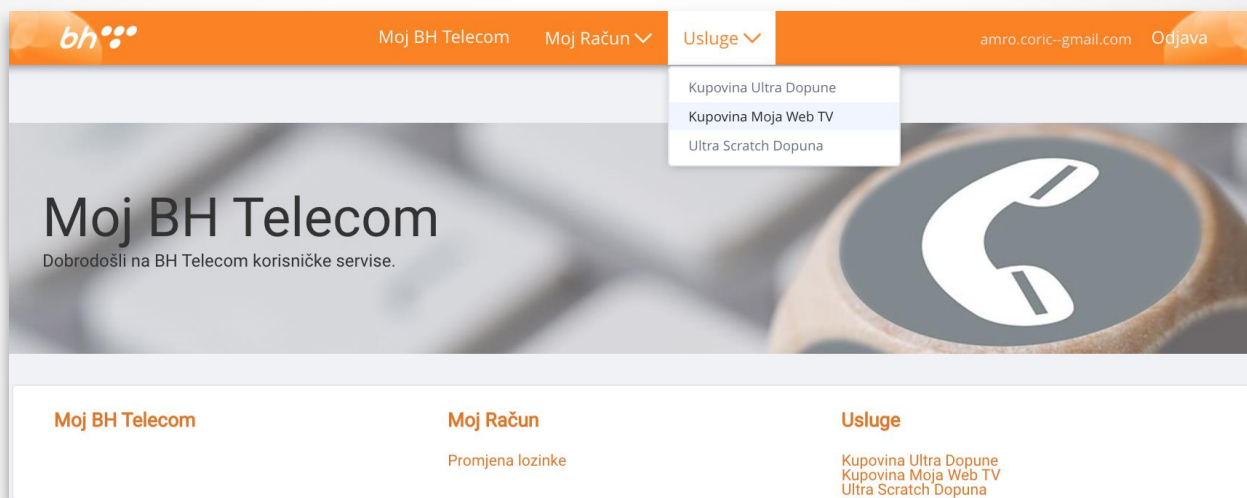 bh
Moj BH Telecom
Moj Račun
Usluge
amro.coric--gmail.com
Odjava
Kupovina Ultra Dopune
Kupovina Moja Web TV
Ultra Scratch Dopuna
Moj BH Telecom
Dobrodošli na BH Telecom korisničke servise.
Moj BH Telecom
Moj Račun
Promjena lozinke
Usluge
Kupovina Ultra Dopune
Kupovina Moja Web TV
Ultra Scratch Dopuna